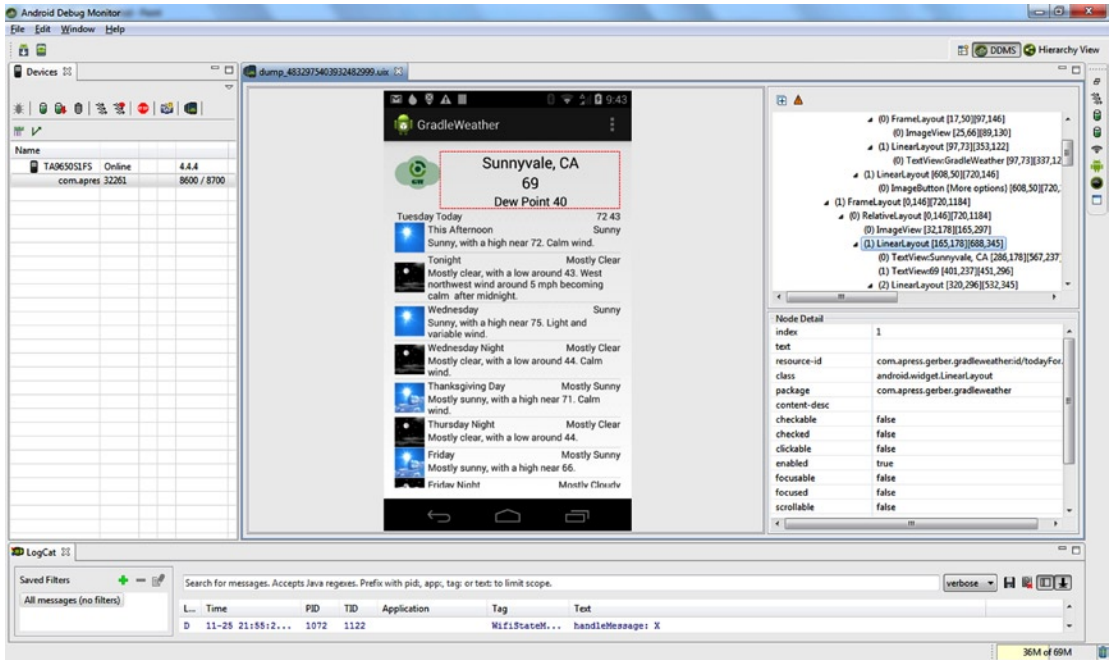 Android Debug Monitor
File Edit Window Help
DDMS Hierarchy View
Devices
dump_4832975403932482999.uix
Name
TA9650S1FS Online 4.4.4
com.apres 32261 8600 / 8700
9:43
GradleWeather
Sunnyvale, CA
69
Dew Point 40
Tuesday Today 72 43
This Afternoon Sunny
Sunny, with a high near 72. Calm wind.
Tonight Mostly Clear
Mostly clear, with a low around 43. West
northwest wind around 5 mph becoming
calm after midnight.
Wednesday Sunny
Sunny, with a high near 75. Light and
variable wind.
Wednesday Night Mostly Clear
Mostly clear, with a low around 44. Calm
wind.
Thanksgiving Day Mostly Sunny
Mostly sunny, with a high near 71. Calm
wind.
Thursday Night Mostly Clear
Mostly clear, with a low around 44.
Friday Mostly Sunny
Mostly sunny, with a high near 66.
Friday Night Mostly Cloudy
(0) FrameLayout [17,50][97,146]
(0) ImageView [25,66][89,130]
(1) LinearLayout [97,73][353,122]
(0) TextView:GradleWeather [97,73][337,12
(1) LinearLayout [608,50][720,146]
(0) ImageButton {More options} [608,50][720,
(1) FrameLayout [0,146][720,1184]
(0) RelativeLayout [0,146][720,1184]
(0) ImageView [32,178][165,297]
(1) LinearLayout [165,178][688,345]
(0) TextView:Sunnyvale, CA [286,178][567,237]
(1) TextView:69 [401,237][451,296]
(2) LinearLayout [320,296][532,345]
Node Detail
index 1
text
resource-id com.apress.gerber.gradleweather:id/todayFor.
class android.widget.LinearLayout
package com.apress.gerber.gradleweather
content-desc
checkable false
checked false
clickable false
enabled true
focusable false
focused false
scrollable false
LogCat
Saved Filters
All messages (no filters)
Search for messages. Accepts Java regexes. Prefix with pid:, app:, tag: or text: to limit scope.
verbose
L... Time PID TID Application Tag Text
D 11-25 21:55:2... 1072 1122 WifiStateM... handleMessage: X
36M of 69M